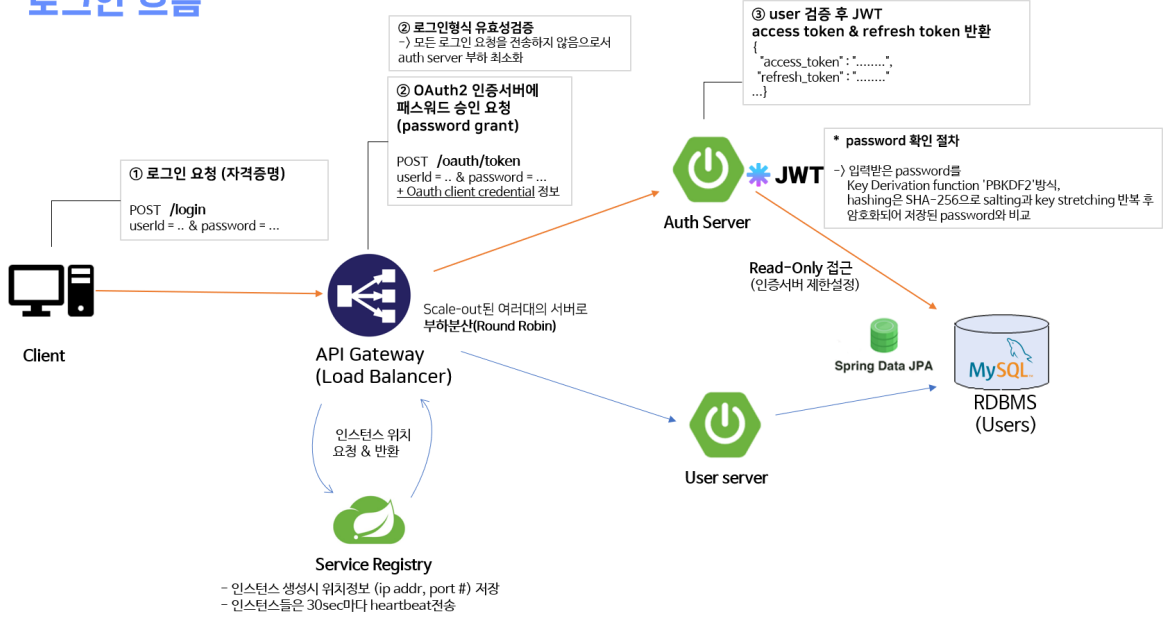 로그인 흐름
② 로그인형식 유효성검증
-> 모든 로그인 요청을 전송하지 않음으로서
auth server 부하 최소화
③ user 검증 후 JWT
access token & refresh token 반환
{
"access_token" : "........",
"refresh_token" : "........"
...}
② OAuth2 인증서버에
패스워드 승인 요청
(password grant)
POST /oauth/token
userId = .. & password = ...
+ Oauth client credential 정보
① 로그인 요청 (자격증명)
POST /login
userId = .. & password = ...
JWT
Auth Server
* password 확인 절차
-> 입력받은 password를
Key Derivation function 'PBKDF2'방식,
hashing은 SHA-256으로 salting과 key stretching 반복 후
암호화되어 저장된 password와 비교
Read-Only 접근
(인증서버 제한설정)
Client
API Gateway
(Load Balancer)
Scale-out된 여러대의 서버로
부하분산(Round Robin)
Spring Data JPA
MySQL
RDBMS
(Users)
User server
인스턴스 위치
요청 & 반환
Service Registry
- 인스턴스 생성시 위치정보 (ip addr, port #) 저장
- 인스턴스들은 30sec마다 heartbeat전송